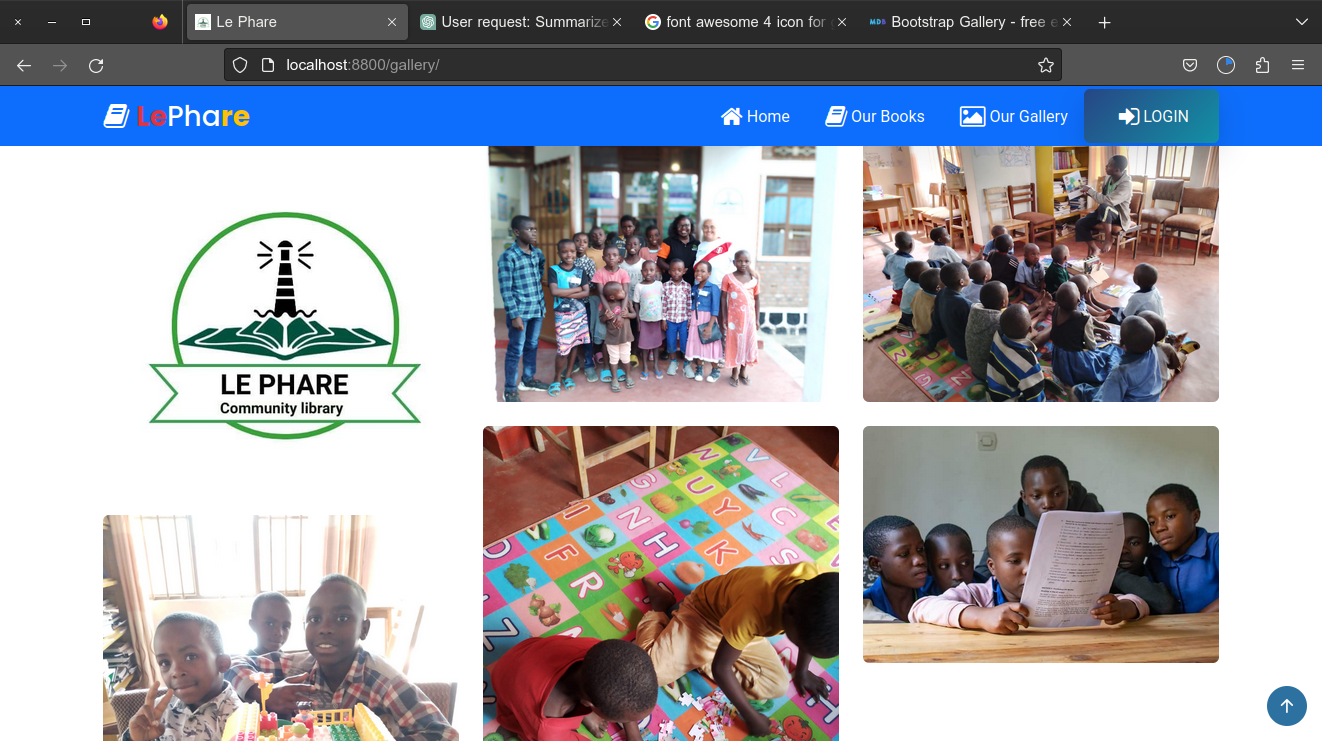 Le Phare
User request: Summarize
font awesome 4 icon for
Bootstrap Gallery - free e
localhost:8800/gallery/
LePhare
Home
Our Books
Our Gallery
LOGIN
LE PHARE
Community library